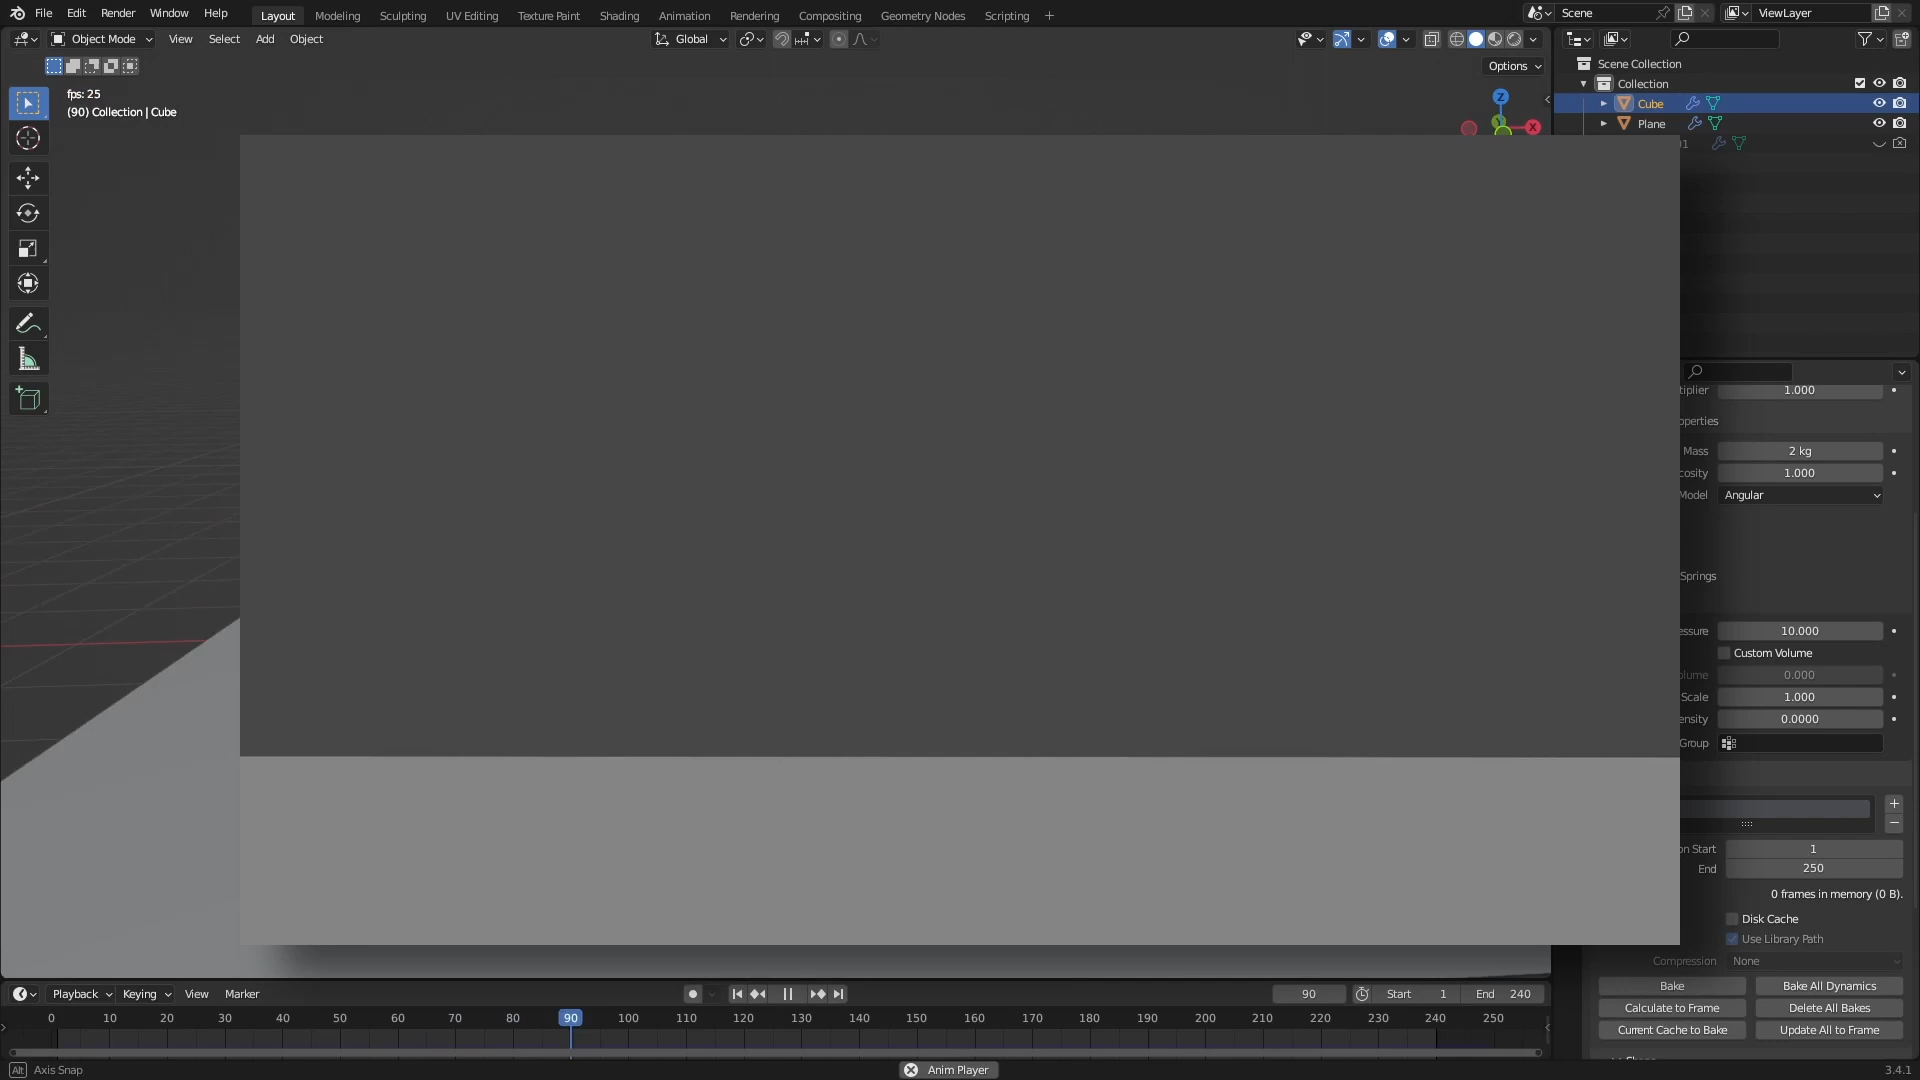 File Edit Render Window Help Layout Modeling Sculpting UV Editing Texture Paint Shading Animation Rendering Compositing Geometry Nodes Scripting + Scene ViewLayer
Object Mode View Select Add Object Global
Options
Scene Collection
Collection
Cube
Plane
fps: 25
(90) Collection | Cube
Z
X
1.000
Mass 2 kg
1.000
Model Angular
Springs
10.000
Custom Volume
0.000
Scale 1.000
0.0000
Group
Start 1
End 250
0 frames in memory (0 B).
Disk Cache
Use Library Path
Compression None
Bake Bake All Dynamics
Calculate to Frame Delete All Bakes
Current Cache to Bake Update All to Frame
Playback Keying View Marker 90 Start 1 End 240
0 10 20 30 40 50 60 70 80 90 100 110 120 130 140 150 160 170 180 190 200 210 220 230 240 250
Alt Axis Snap Anim Player 3.4.1